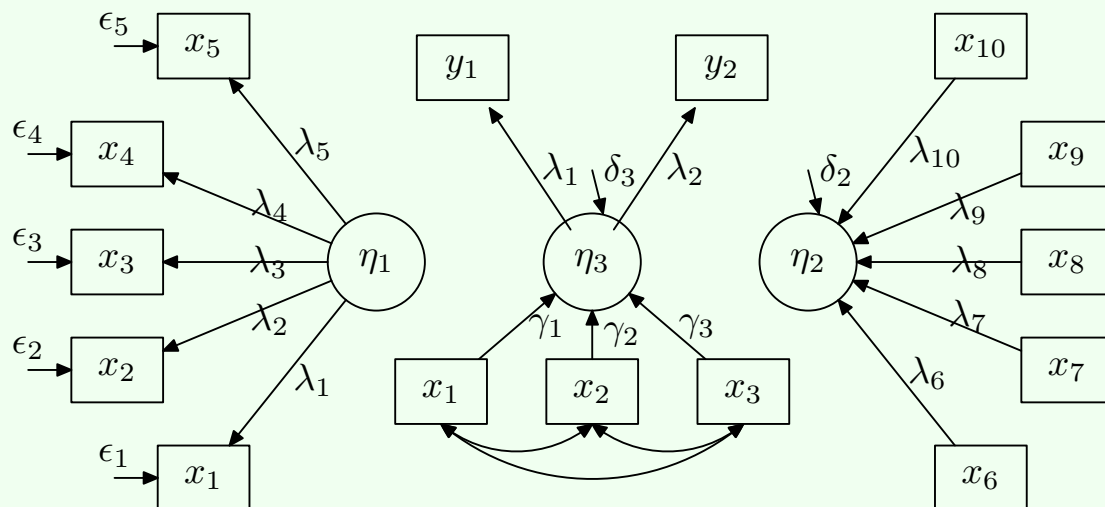 ϵ₅
x₅
λ₅
ϵ₄
x₄
λ₄
ϵ₃
x₃
λ₃
η₁
ϵ₂
x₂
λ₂
ϵ₁
x₁
λ₁
y₁
y₂
λ₁
δ₃
λ₂
η₃
γ₁
γ₂
γ₃
x₁
x₂
x₃
x₁₀
λ₁₀
δ₂
x₉
λ₉
η₂
λ₈
x₈
λ₇
x₇
λ₆
x₆